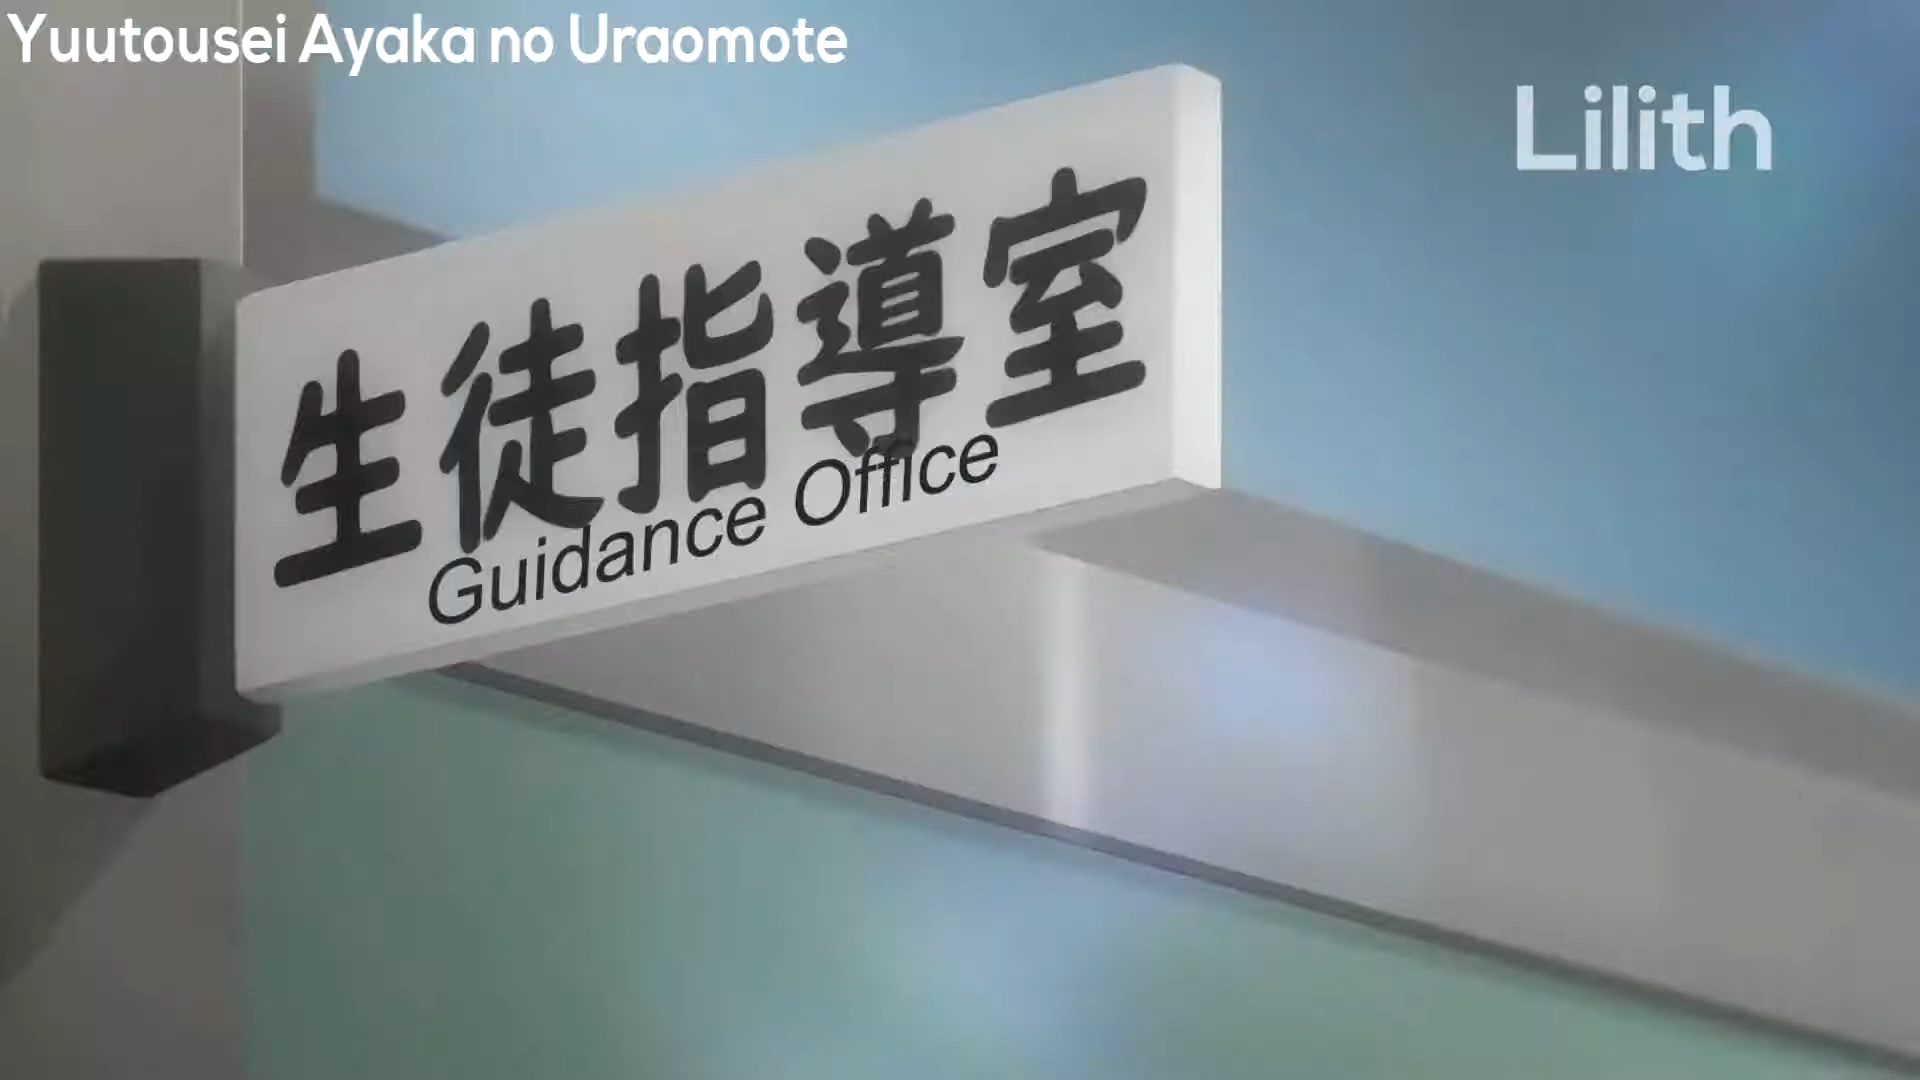 Yuutousei Ayaka no Uraomote
Lilith
生徒指導室
Guidance Office